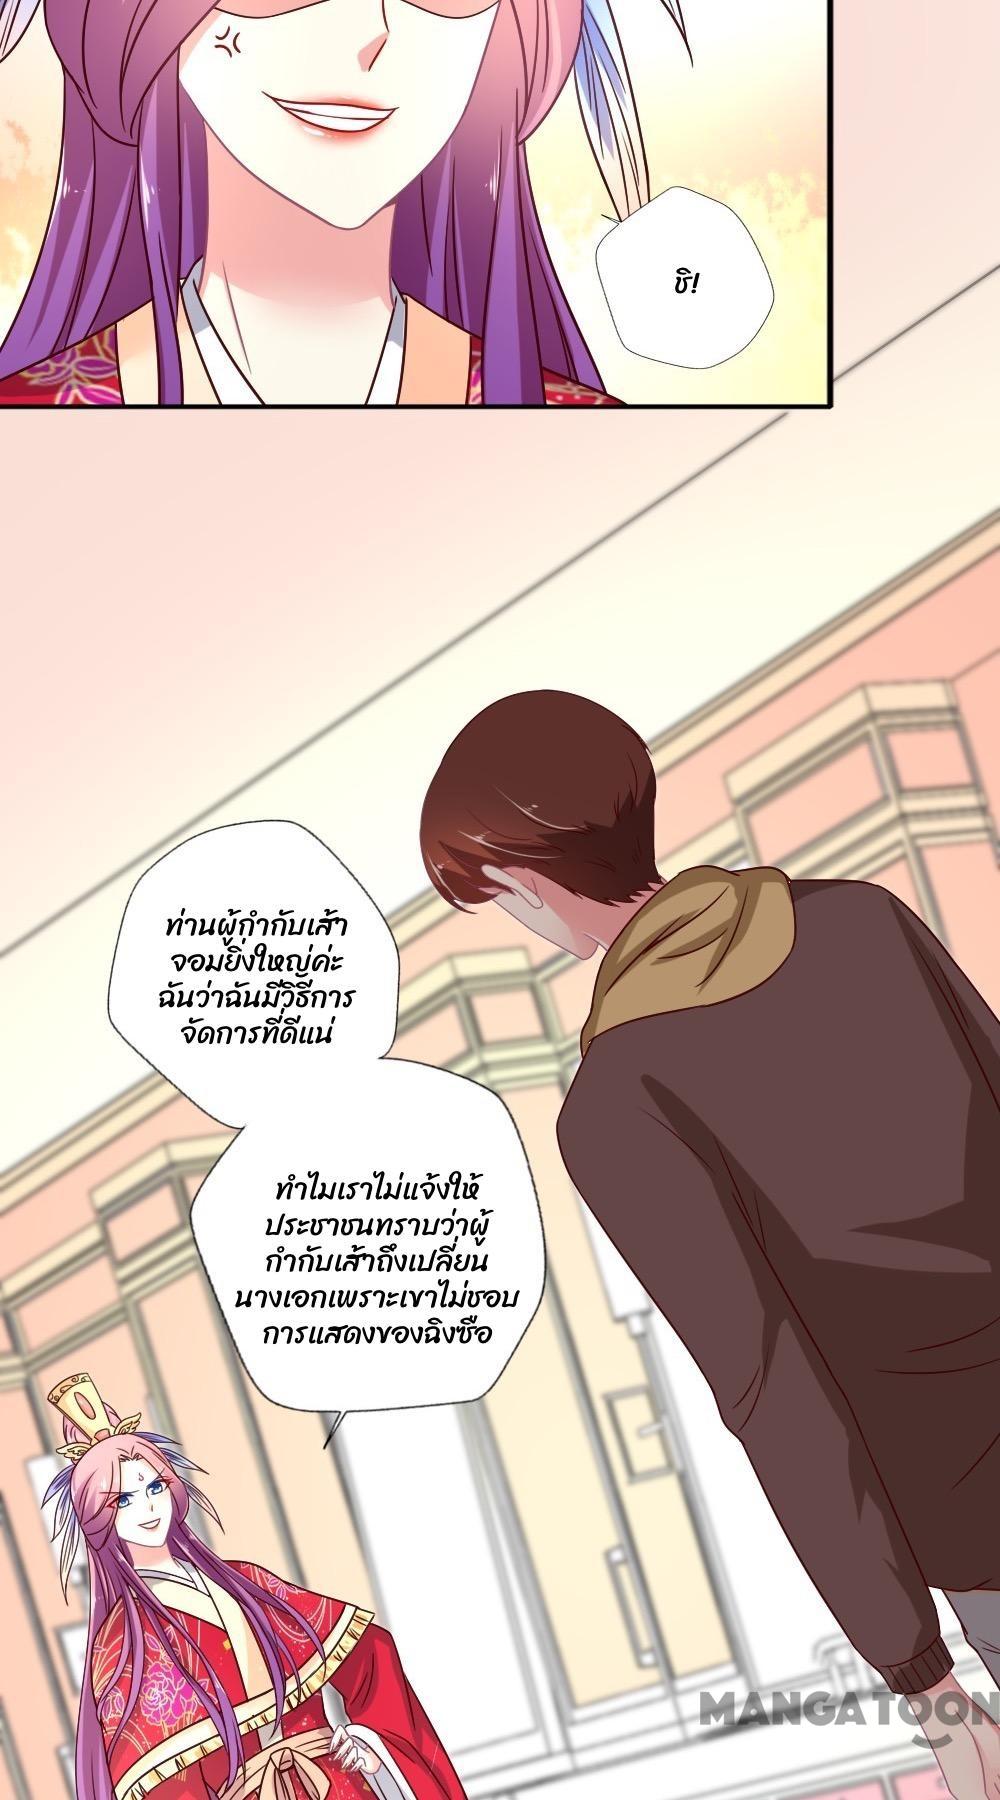 ชิ!
ท่านผู้กำกับเส้า
จอมยิ่งใหญ่ค่ะ
ฉันว่าฉันมีวิธีการ
จัดการที่ดีแน่
ทำไมเราไม่แจ้งให้
ประชาชนทราบว่าผู้
กำกับเส้าถึงเปลี่ยน
นางเอกเพราะเขาไม่ชอบ
การแสดงของฉิงซือ
MANGATOON